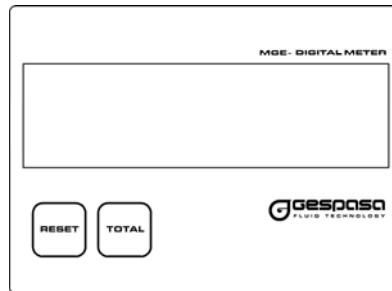 MGE- DIGITAL METER
RESET TOTAL
Gespasa
FLUID TECHNOLOGY